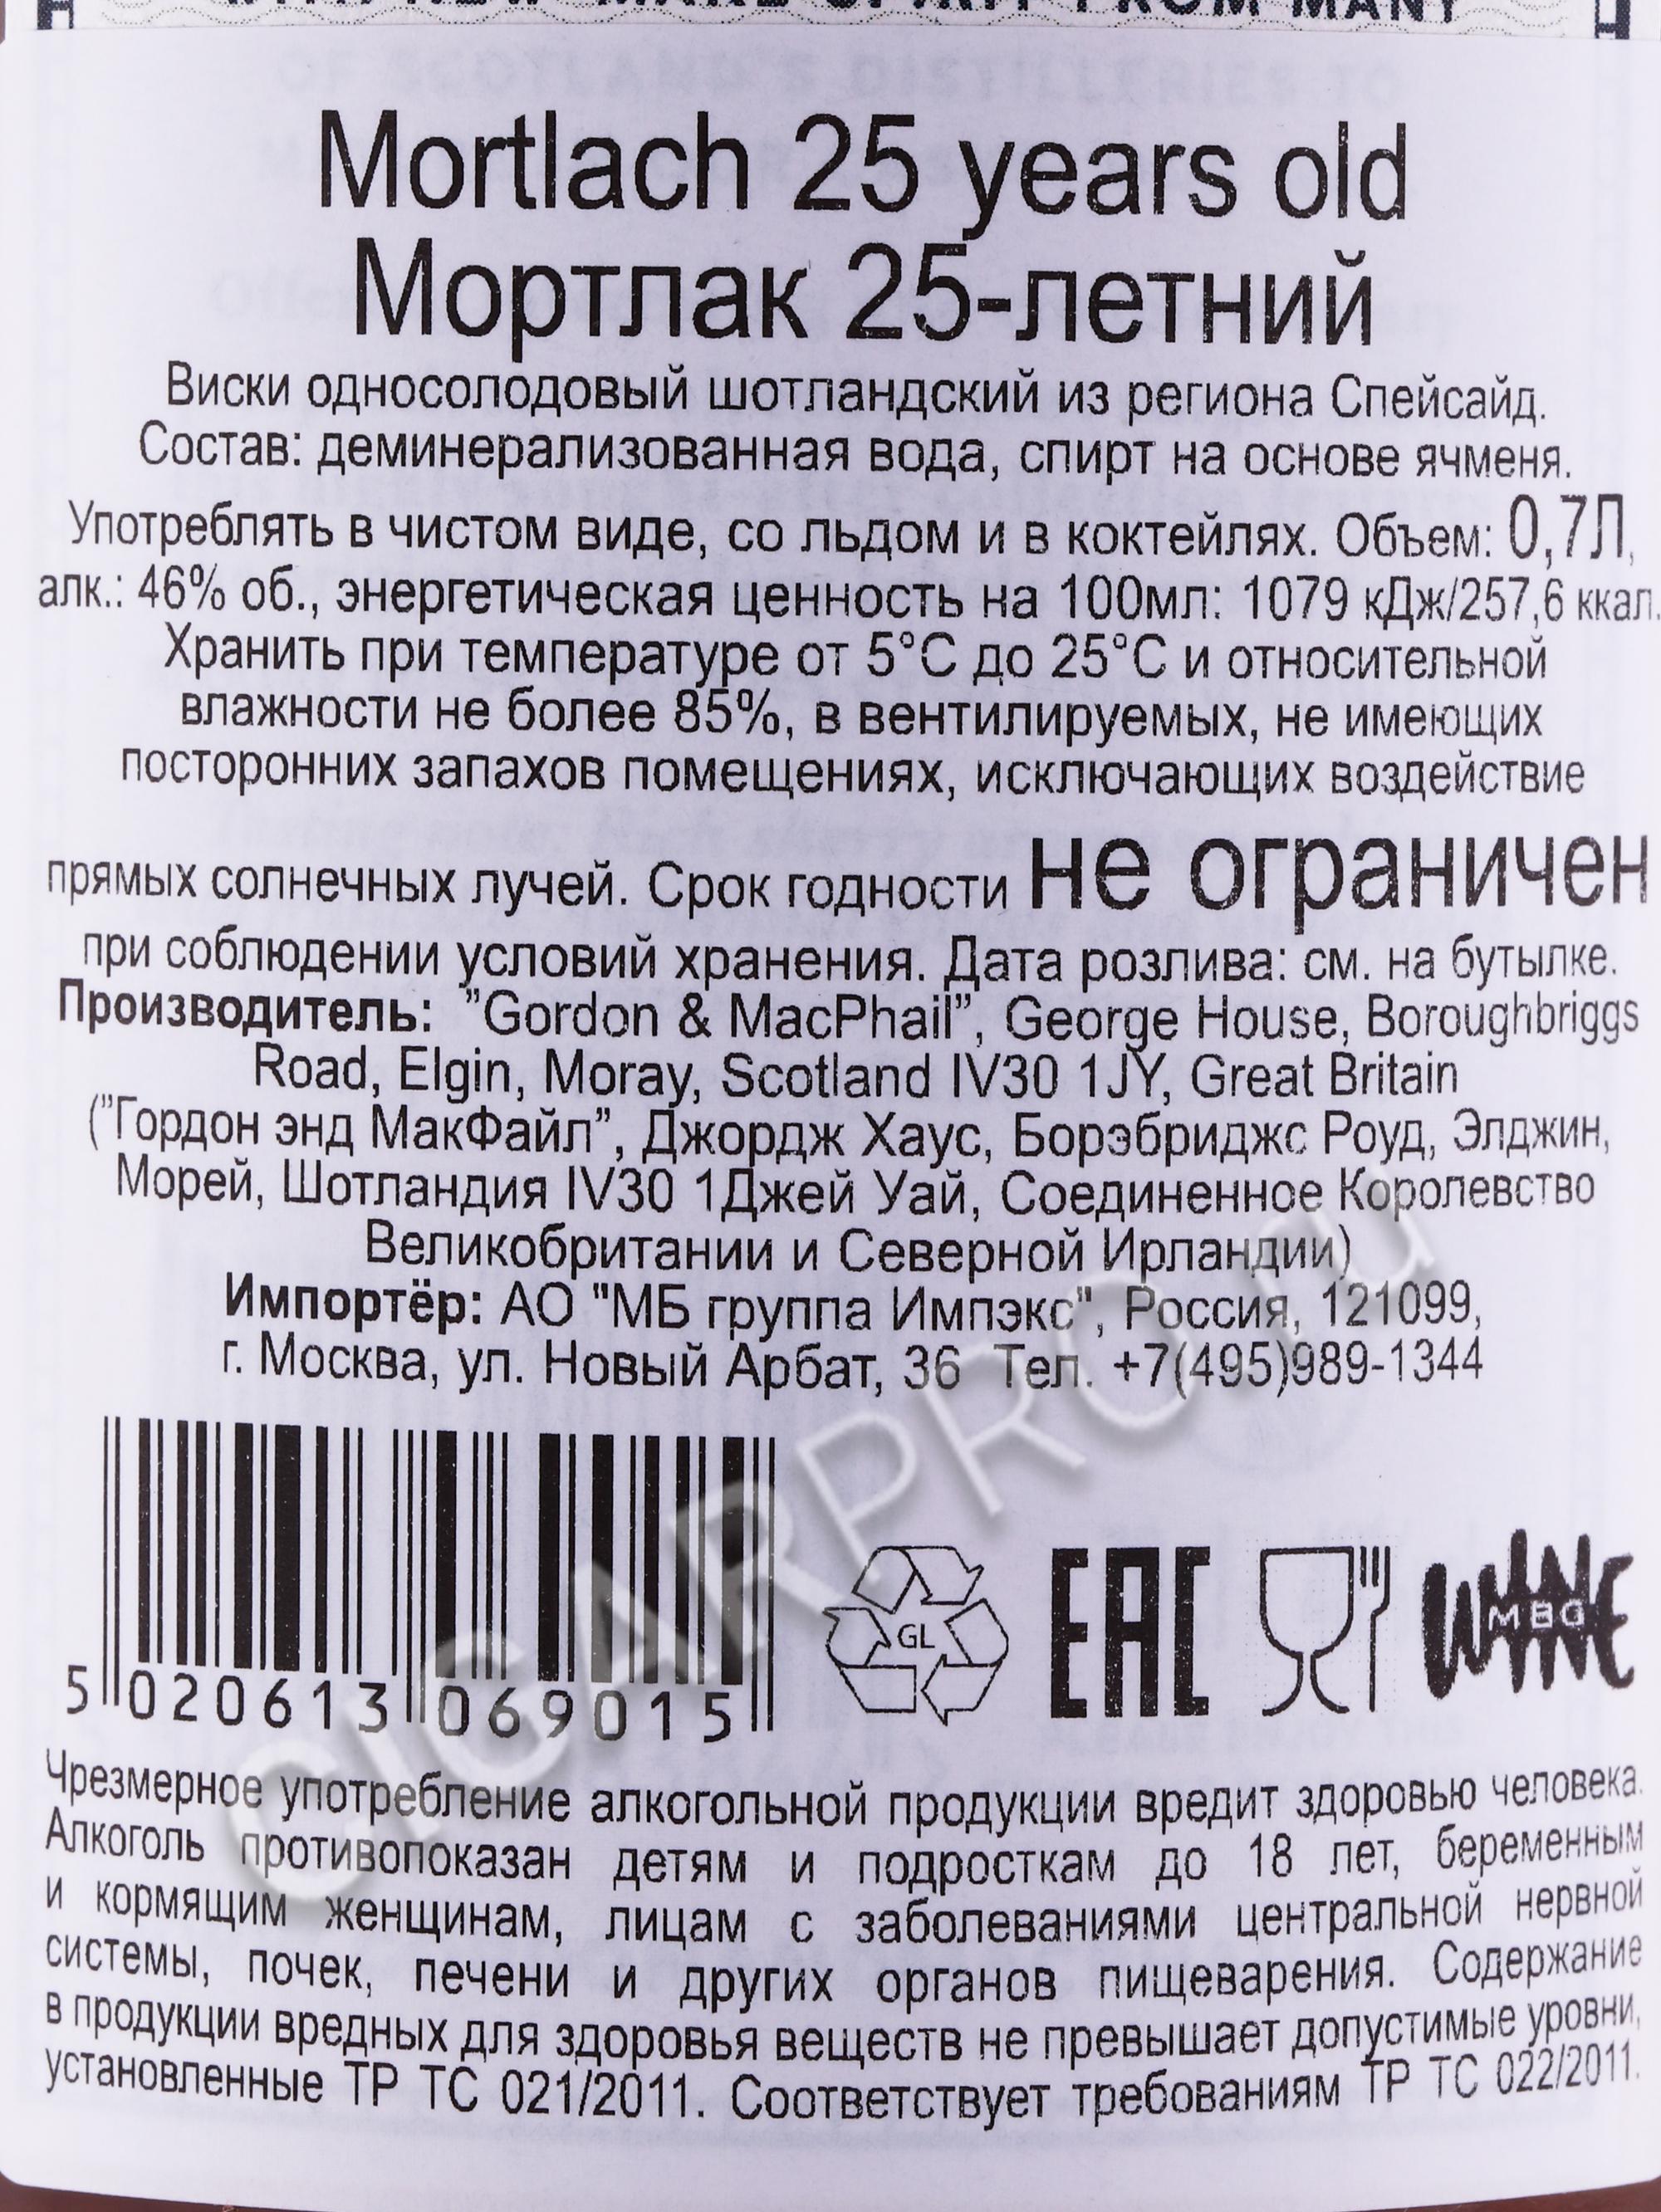 SPIRIT FROM MANY
Mortlach 25 years old
Мортлак 25-летний
Виски односолодовый шотландский из региона Спейсайд.
Состав: деминерализованная вода, спирт на основе ячменя.
Употреблять в чистом виде, со льдом и в коктейлях. Объем: 0,7Л,
алк.: 46% об., энергетическая ценность на 100мл: 1079 кДж/257,6 ккал.
Хранить при температуре от 5°С до 25°С и относительной
влажности не более 85%, в вентилируемых, не имеющих
посторонних запахов помещениях, исключающих воздействие
прямых солнечных лучей. Срок годности не ограничен
при соблюдении условий хранения. Дата розлива: см. на бутылке.
Производитель: "Gordon & MacPhail", George House, Boroughbriggs
Road, Elgin, Moray, Scotland IV30 1JY, Great Britain
("Гордон энд МакФайл", Джордж Хаус, Борэбриджс Роуд, Элджин,
Морей, Шотландия IV30 1Джей Уай, Соединенное Королевство
Великобритании и Северной Ирландии)
Импортёр: АО "МБ группа Импэкс", Россия, 121099,
г. Москва, ул. Новый Арбат, 36 Тел. +7(495)989-1344
CIGARPRO.ru
GL
EAC
WINE
MBG
5 020613 069015
Чрезмерное употребление алкогольной продукции вредит здоровью человека.
Алкоголь противопоказан детям и подросткам до 18 лет, беременным
и кормящим женщинам, лицам с заболеваниями центральной нервной
системы, почек, печени и других органов пищеварения. Содержание
в продукции вредных для здоровья веществ не превышает допустимые уровни,
установленные ТР ТС 021/2011. Соответствует требованиям ТР ТС 022/2011.